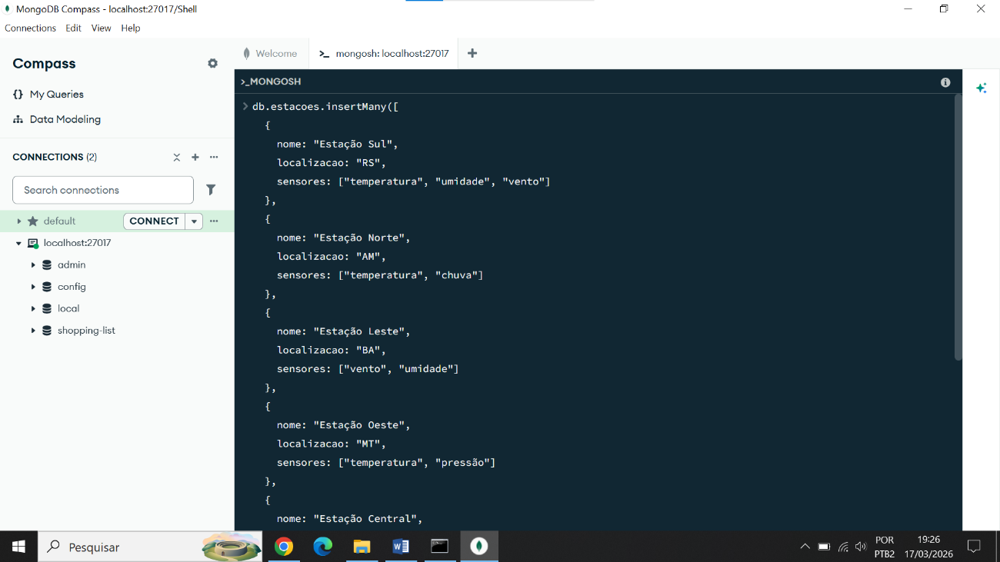 MongoDB Compass - localhost:27017/Shell
Connections Edit View Help
Compass
My Queries
Data Modeling
CONNECTIONS (2)
Search connections
default CONNECT
localhost:27017
admin
config
local
shopping-list
Welcome
>_ mongosh: localhost:27017
>_MONGOSH
> db.estacoes.insertMany([
{
nome: "Estação Sul",
localizacao: "RS",
sensores: ["temperatura", "umidade", "vento"]
},
{
nome: "Estação Norte",
localizacao: "AM",
sensores: ["temperatura", "chuva"]
},
{
nome: "Estação Leste",
localizacao: "BA",
sensores: ["vento", "umidade"]
},
{
nome: "Estação Oeste",
localizacao: "MT",
sensores: ["temperatura", "pressão"]
},
{
nome: "Estação Central",
Pesquisar
POR
PTB2
19:26
17/03/2026